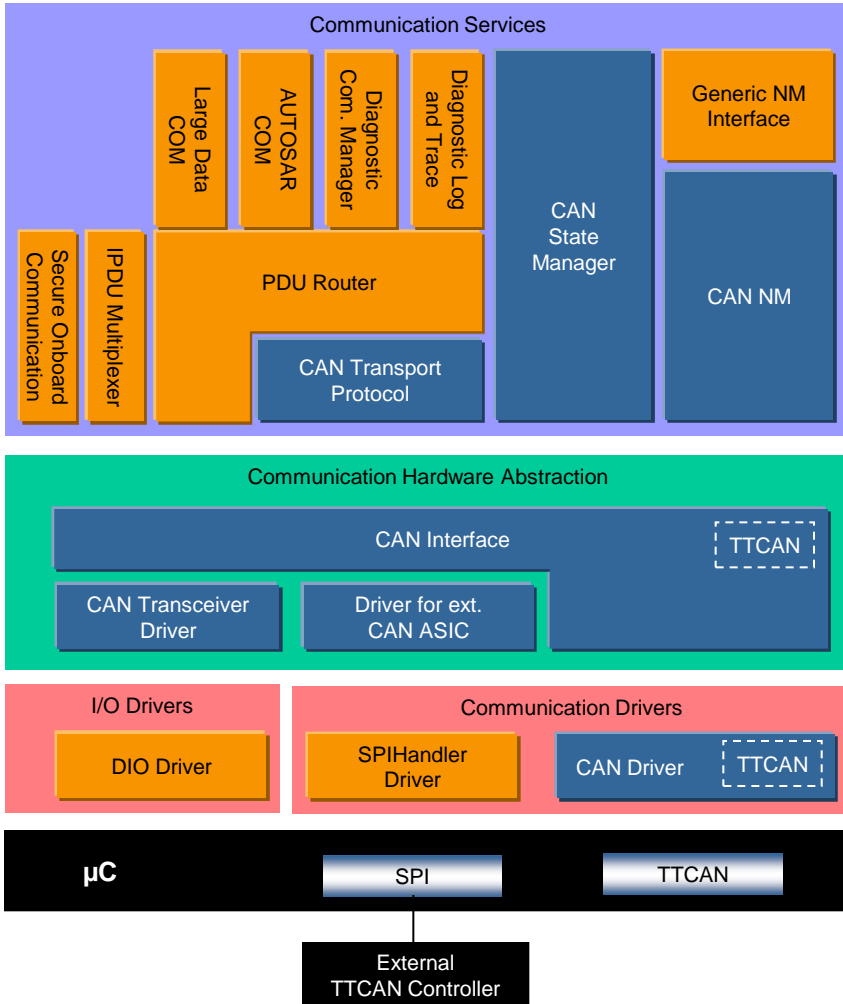 Communication Services
Large Data
COM
AUTOSAR
COM
Diagnostic
Com. Manager
Diagnostic Log
and Trace
CAN
State
Manager
Generic NM
Interface
Secure Onboard
Communication
IPDU Multiplexer
PDU Router
CAN NM
CAN Transport
Protocol
Communication Hardware Abstraction
CAN Interface
TTCAN
CAN Transceiver
Driver
Driver for ext.
CAN ASIC
I/O Drivers
Communication Drivers
DIO Driver
SPIHandler
Driver
CAN Driver
TTCAN
µC
SPI
TTCAN
External
TTCAN Controller